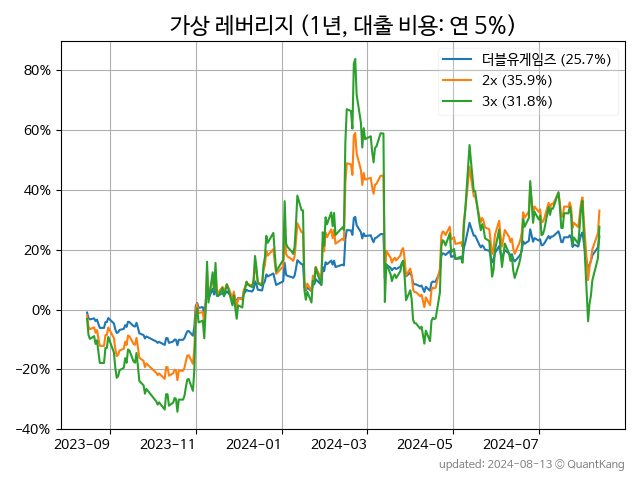 가상 레버리지 (1년, 대출 비용: 연 5%)
더블유게임즈 (25.7%)
2x (35.9%)
3x (31.8%)
80%
60%
40%
20%
0%
−20%
−40%
2023-09
2023-11
2024-01
2024-03
2024-05
2024-07
updated: 2024-08-13 © QuantKang